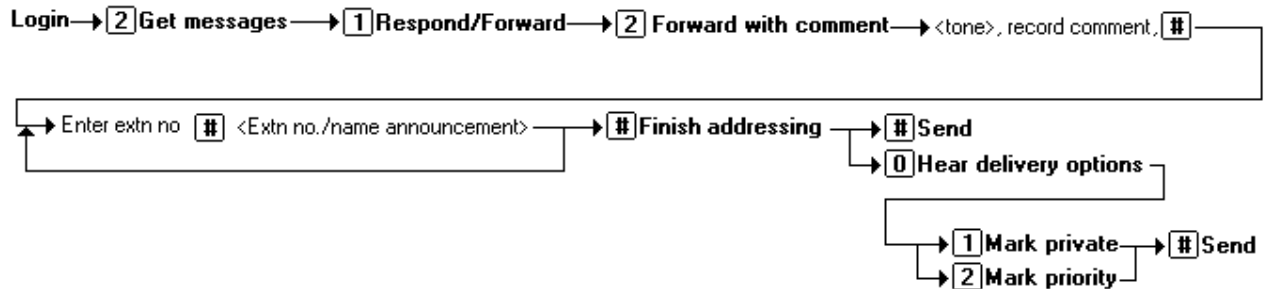 Login 2 Get messages 1 Respond/Forward 2 Forward with comment <tone>, record comment, #
Enter extn no # <Extn no./name announcement> # Finish addressing # Send
0 Hear delivery options
1 Mark private # Send
2 Mark priority